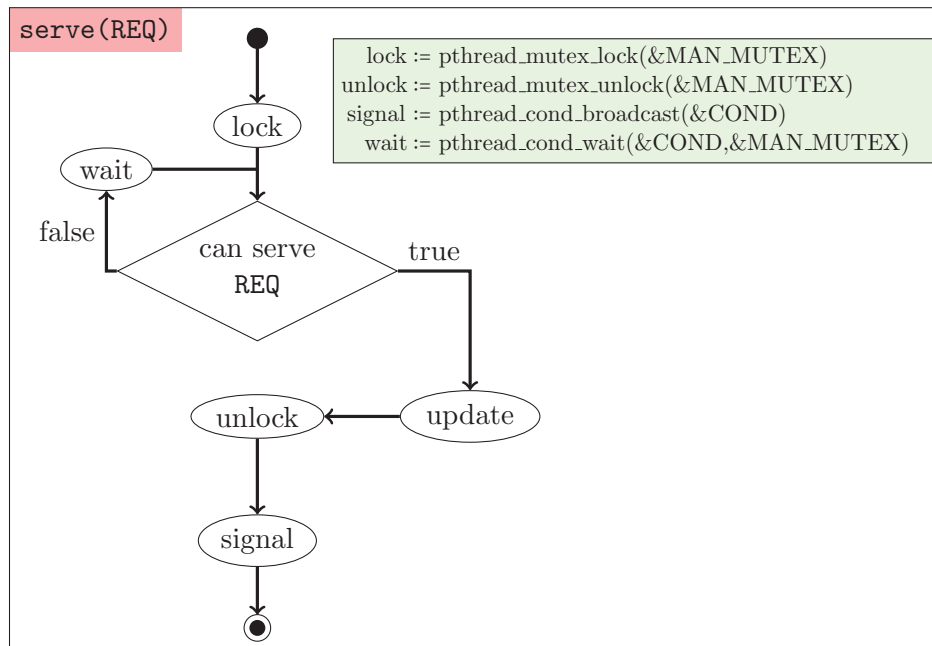 serve(REQ)
lock := pthread_mutex_lock(&MAN_MUTEX)
unlock := pthread_mutex_unlock(&MAN_MUTEX)
signal := pthread_cond_broadcast(&COND)
wait := pthread_cond_wait(&COND,&MAN_MUTEX)
lock
wait
false
can serve
REQ
true
unlock
update
signal